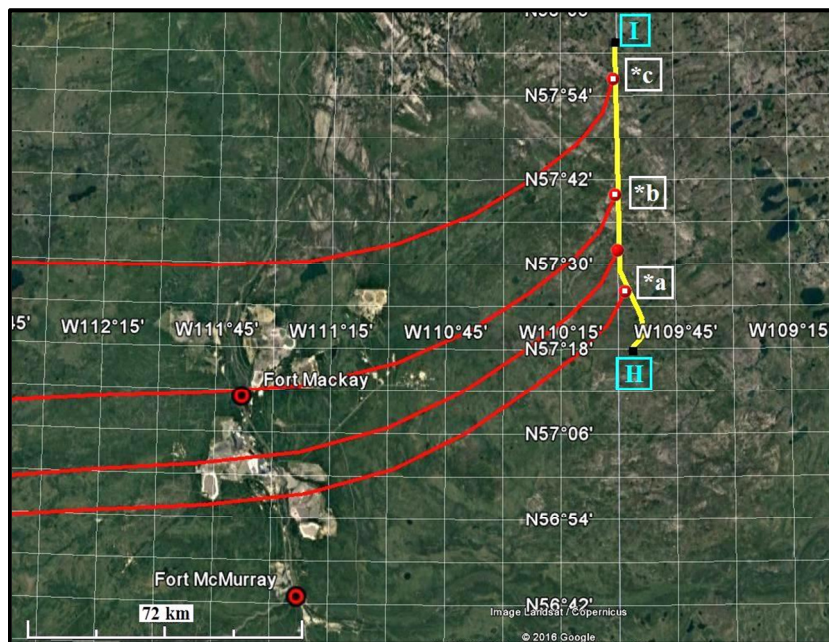 I
*c
N57°54'
N57°42'
*b
N57°30'
*a
45'
W112°15'
W111°45'
W111°15'
W110°45'
W110°15'
W109°45'
W109°15
N57°18'
Fort Mackay
H
N57°06'
N56°54'
Fort McMurray
N56°42'
72 km
Image Landsat / Copernicus
© 2016 Google